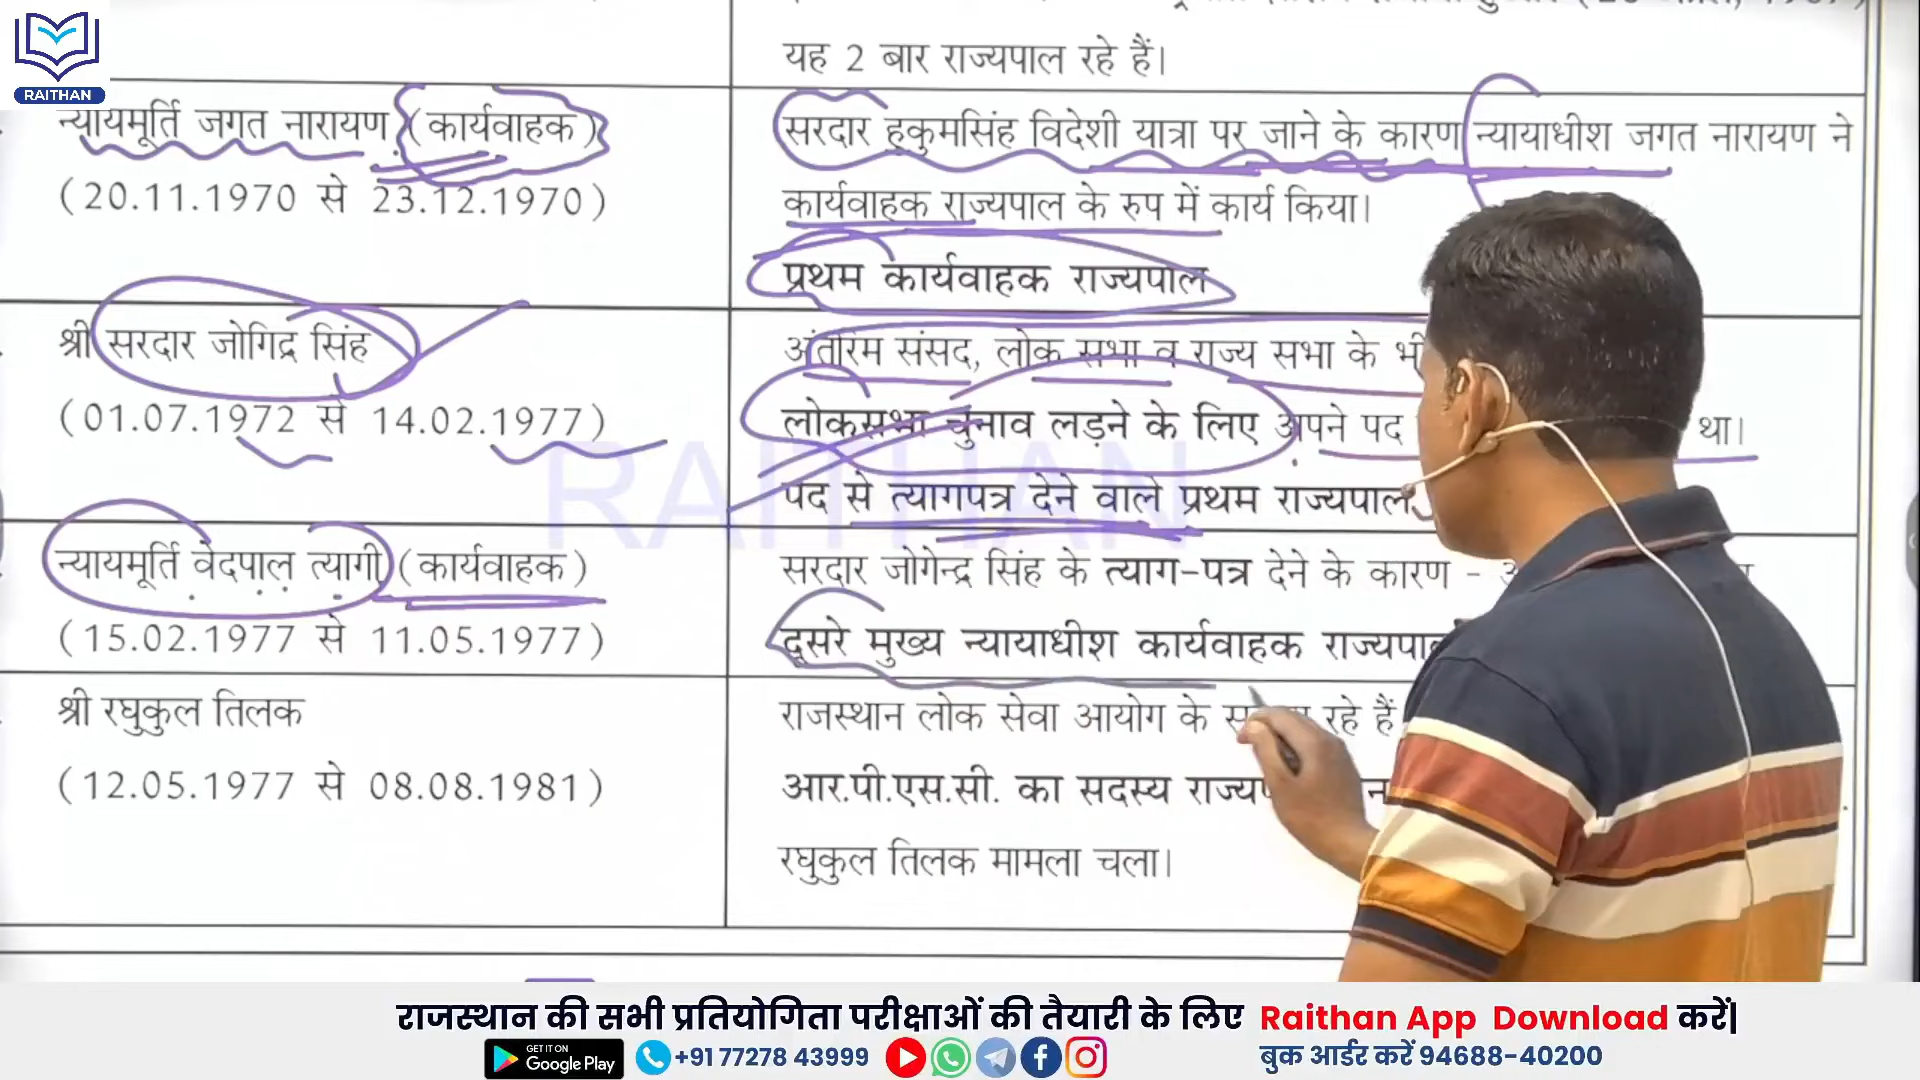 RAITHAN
यह 2 बार राज्यपाल रहे हैं।
न्यायमूर्ति जगत नारायण (कार्यवाहक)
(20.11.1970 से 23.12.1970)
सरदार हुकुमसिंह विदेशी यात्रा पर जाने के कारण न्यायाधीश जगत नारायण ने
कार्यवाहक राज्यपाल के रुप में कार्य किया।
प्रथम कार्यवाहक राज्यपाल
श्री सरदार जोगिद्र सिंह
(01.07.1972 से 14.02.1977)
अंतरिम संसद, लोक सभा व राज्य सभा के
लोकसभा चुनाव लड़ने के लिए अपने पद था।
पद से त्यागपत्र देने वाले प्रथम राज्यपाल
RAITHAN
न्यायमूर्ति वेदपाल त्यागी (कार्यवाहक)
(15.02.1977 से 11.05.1977)
सरदार जोगेन्द्र सिंह के त्याग-पत्र देने के कारण -
दूसरे मुख्य न्यायाधीश कार्यवाहक
श्री रघुकुल तिलक
(12.05.1977 से 08.08.1981)
राजस्थान लोक सेवा आयोग के रहे हैं
आर.पी.एस.सी. का सदस्य
रघुकुल तिलक मामला चला।
राजस्थान की सभी प्रतियोगिता परीक्षाओं की तैयारी के लिए Raithan App Download करें|
GET IT ON Google Play +91 77278 43999 बुक आर्डर करें 94688-40200